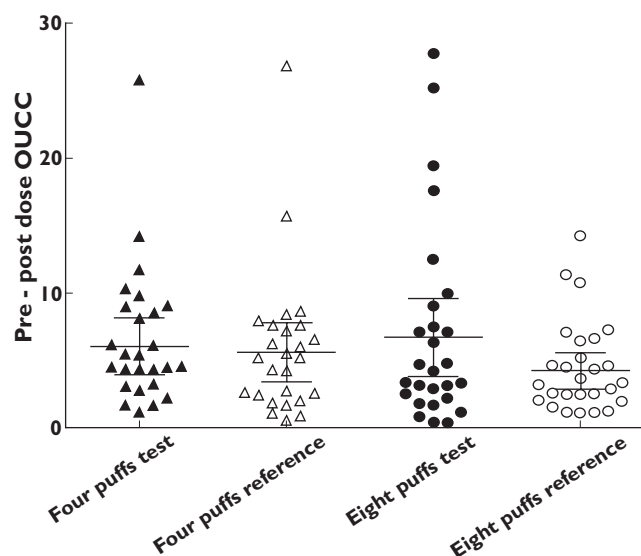 30
20
10
0
Pre - post dose OUCC
Four puffs test
Four puffs reference
Eight puffs test
Eight puffs reference